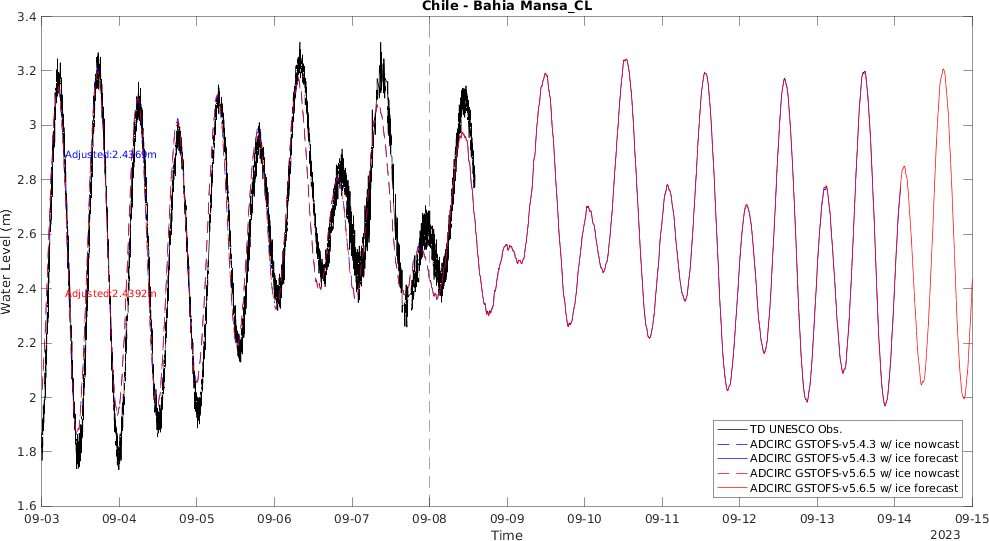 Chile - Bahia Mansa_CL
3.4
3.2
3
2.8
2.6
2.4
2.2
2
1.8
1.6
Water Level (m)
Adjusted:2.4369m
Adjusted:2.4392m
TD UNESCO Obs.
ADCIRC GSTOFS-v5.4.3 w/ ice nowcast
ADCIRC GSTOFS-v5.4.3 w/ ice forecast
ADCIRC GSTOFS-v5.6.5 w/ ice nowcast
ADCIRC GSTOFS-v5.6.5 w/ ice forecast
09-03 09-04 09-05 09-06 09-07 09-08 09-09 09-10 09-11 09-12 09-13 09-14 09-15
Time
2023